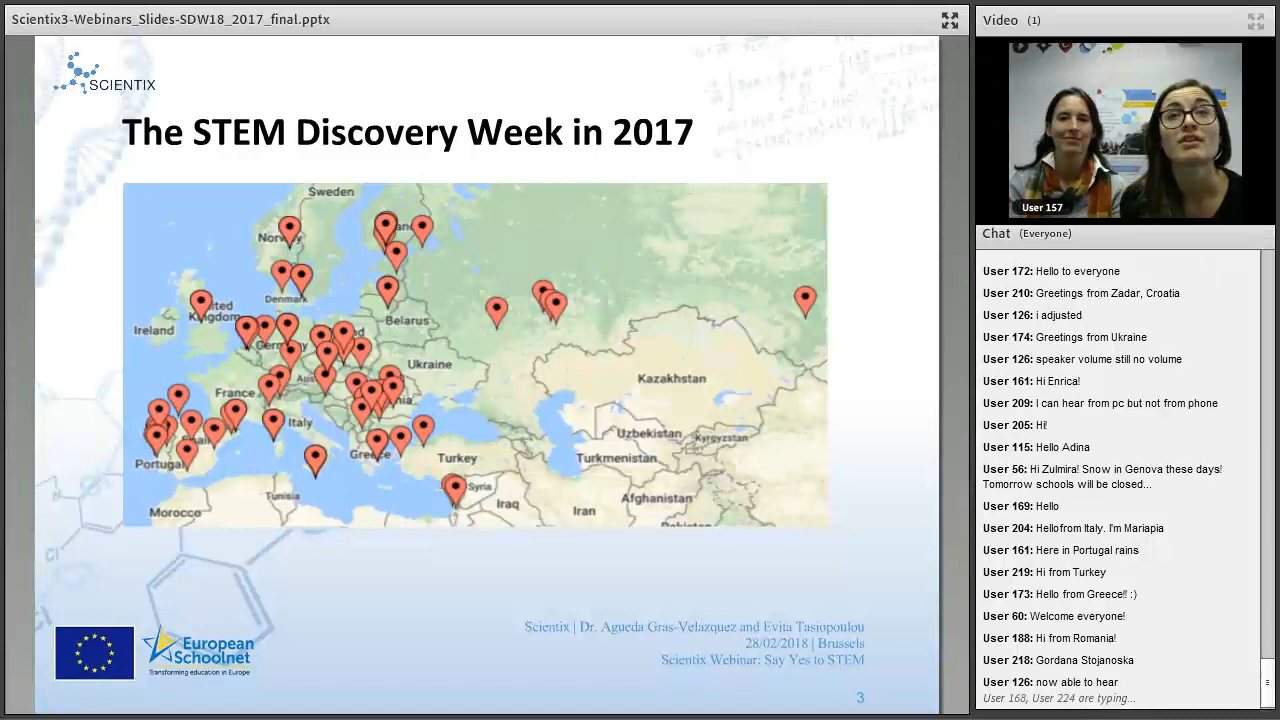 Scientix3-Webinars_Slides-SDW18_2017_final.pptx
SCIENTIX
The STEM Discovery Week in 2017
Sweden
Norway
Denmark
United
Kingdom
Ireland
Belarus
Ukraine
France
Italy
Portugal
Greece
Turkey
Syria
Iraq
Iran
Tunisia
Morocco
Kazakhstan
Uzbekistan
Kyrgyzstan
Turkmenistan
Afghanistan
European
Schoolnet
Transforming education in Europe
Scientix | Dr. Agueda Gras-Velazquez and Evita Tasiopoulou
28/02/2018 | Brussels
Scientix Webinar: Say Yes to STEM
3
Video (1)
User 157
Chat (Everyone)
User 172: Hello to everyone
User 210: Greetings from Zadar, Croatia
User 126: i adjusted
User 174: Greetings from Ukraine
User 126: speaker volume still no volume
User 161: Hi Enrica!
User 209: I can hear from pc but not from phone
User 205: Hi!
User 115: Hello Adina
User 56: Hi Zulmira! Snow in Genova these days!
Tomorrow schools will be closed...
User 169: Hello
User 204: Hellofrom Italy. I'm Mariapia
User 161: Here in Portugal rains
User 219: Hi from Turkey
User 173: Hello from Greece!! :)
User 60: Welcome everyone!
User 188: Hi from Romania!
User 218: Gordana Stojanoska
User 126: now able to hear
User 168, User 224 are typing...